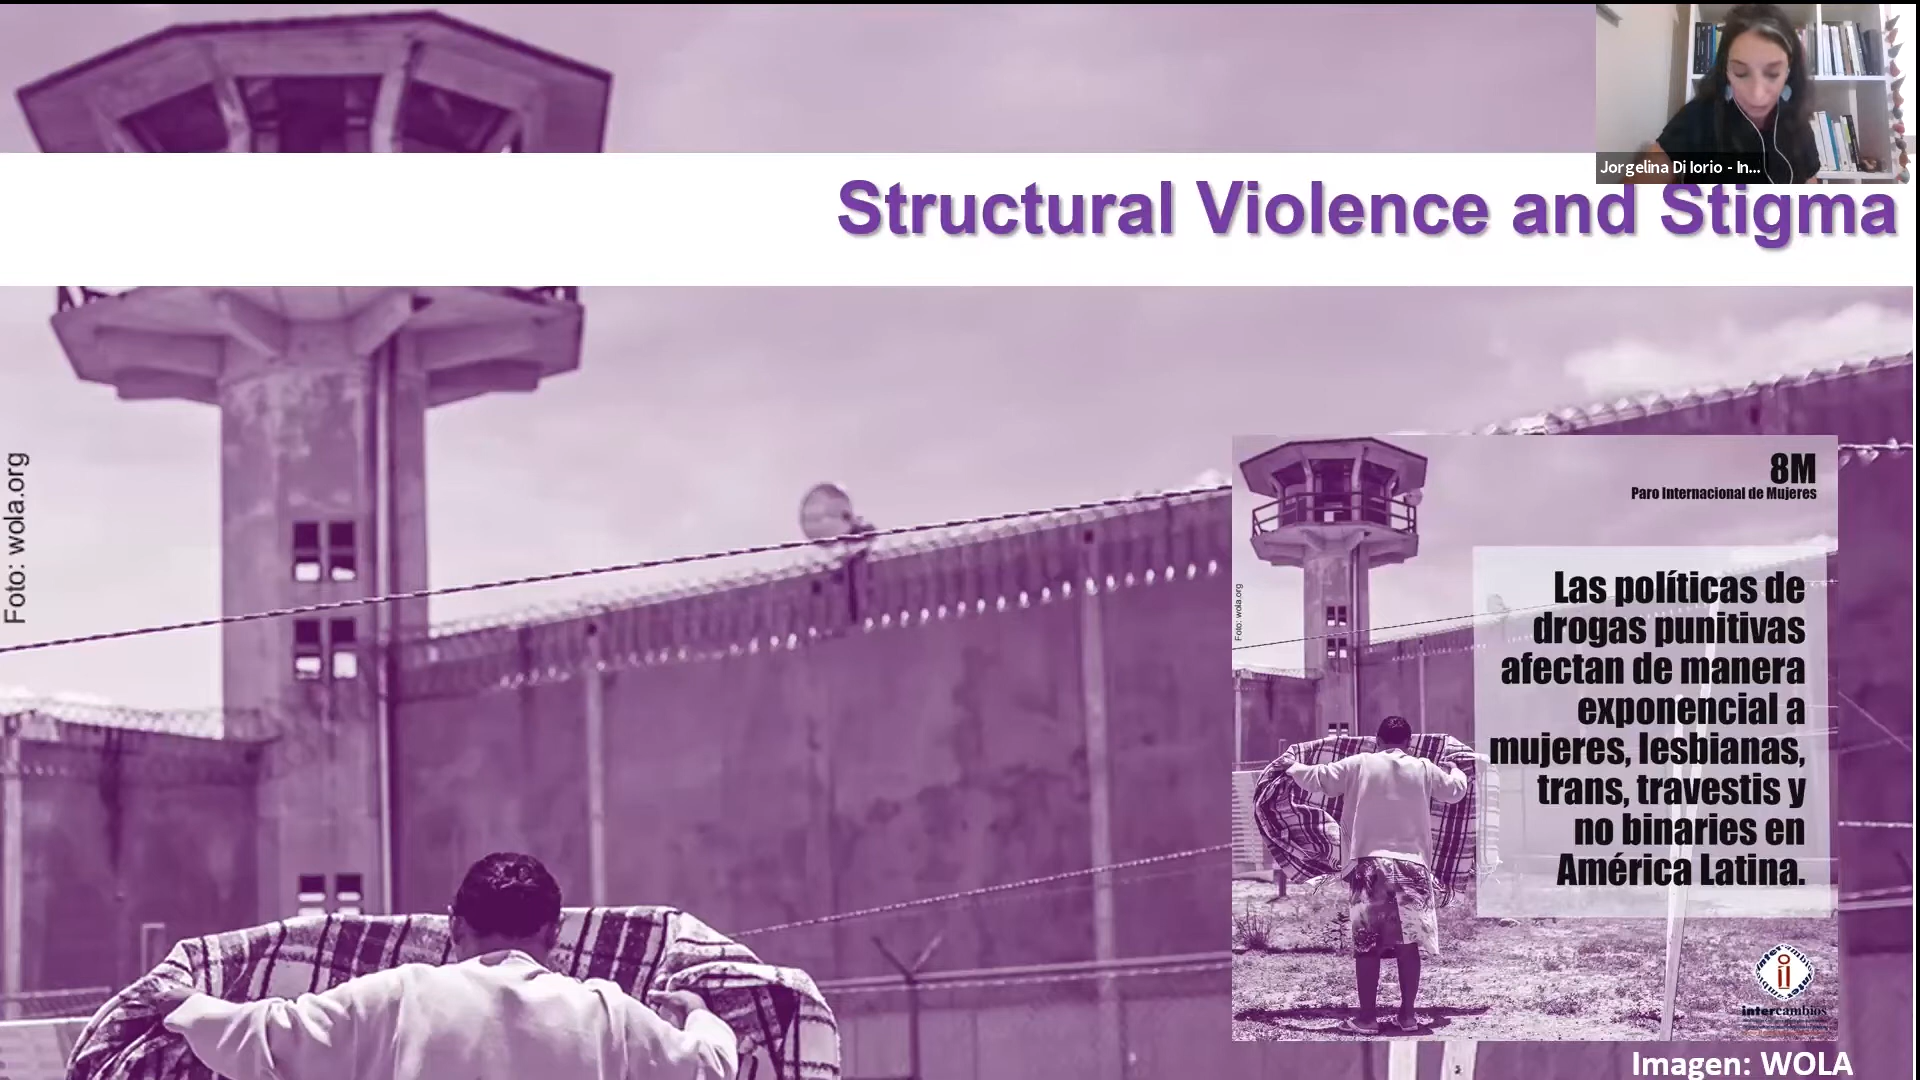 Jorgelina Di Iorio - In...
Structural Violence and Stigma
Foto: wola.org
8M
Paro Internacional de Mujeres
Foto: wola.org
Las políticas de
drogas punitivas
afectan de manera
exponencial a
mujeres, lesbianas,
trans, travestis y
no binaries en
América Latina.
intercambios
Imagen: WOLA